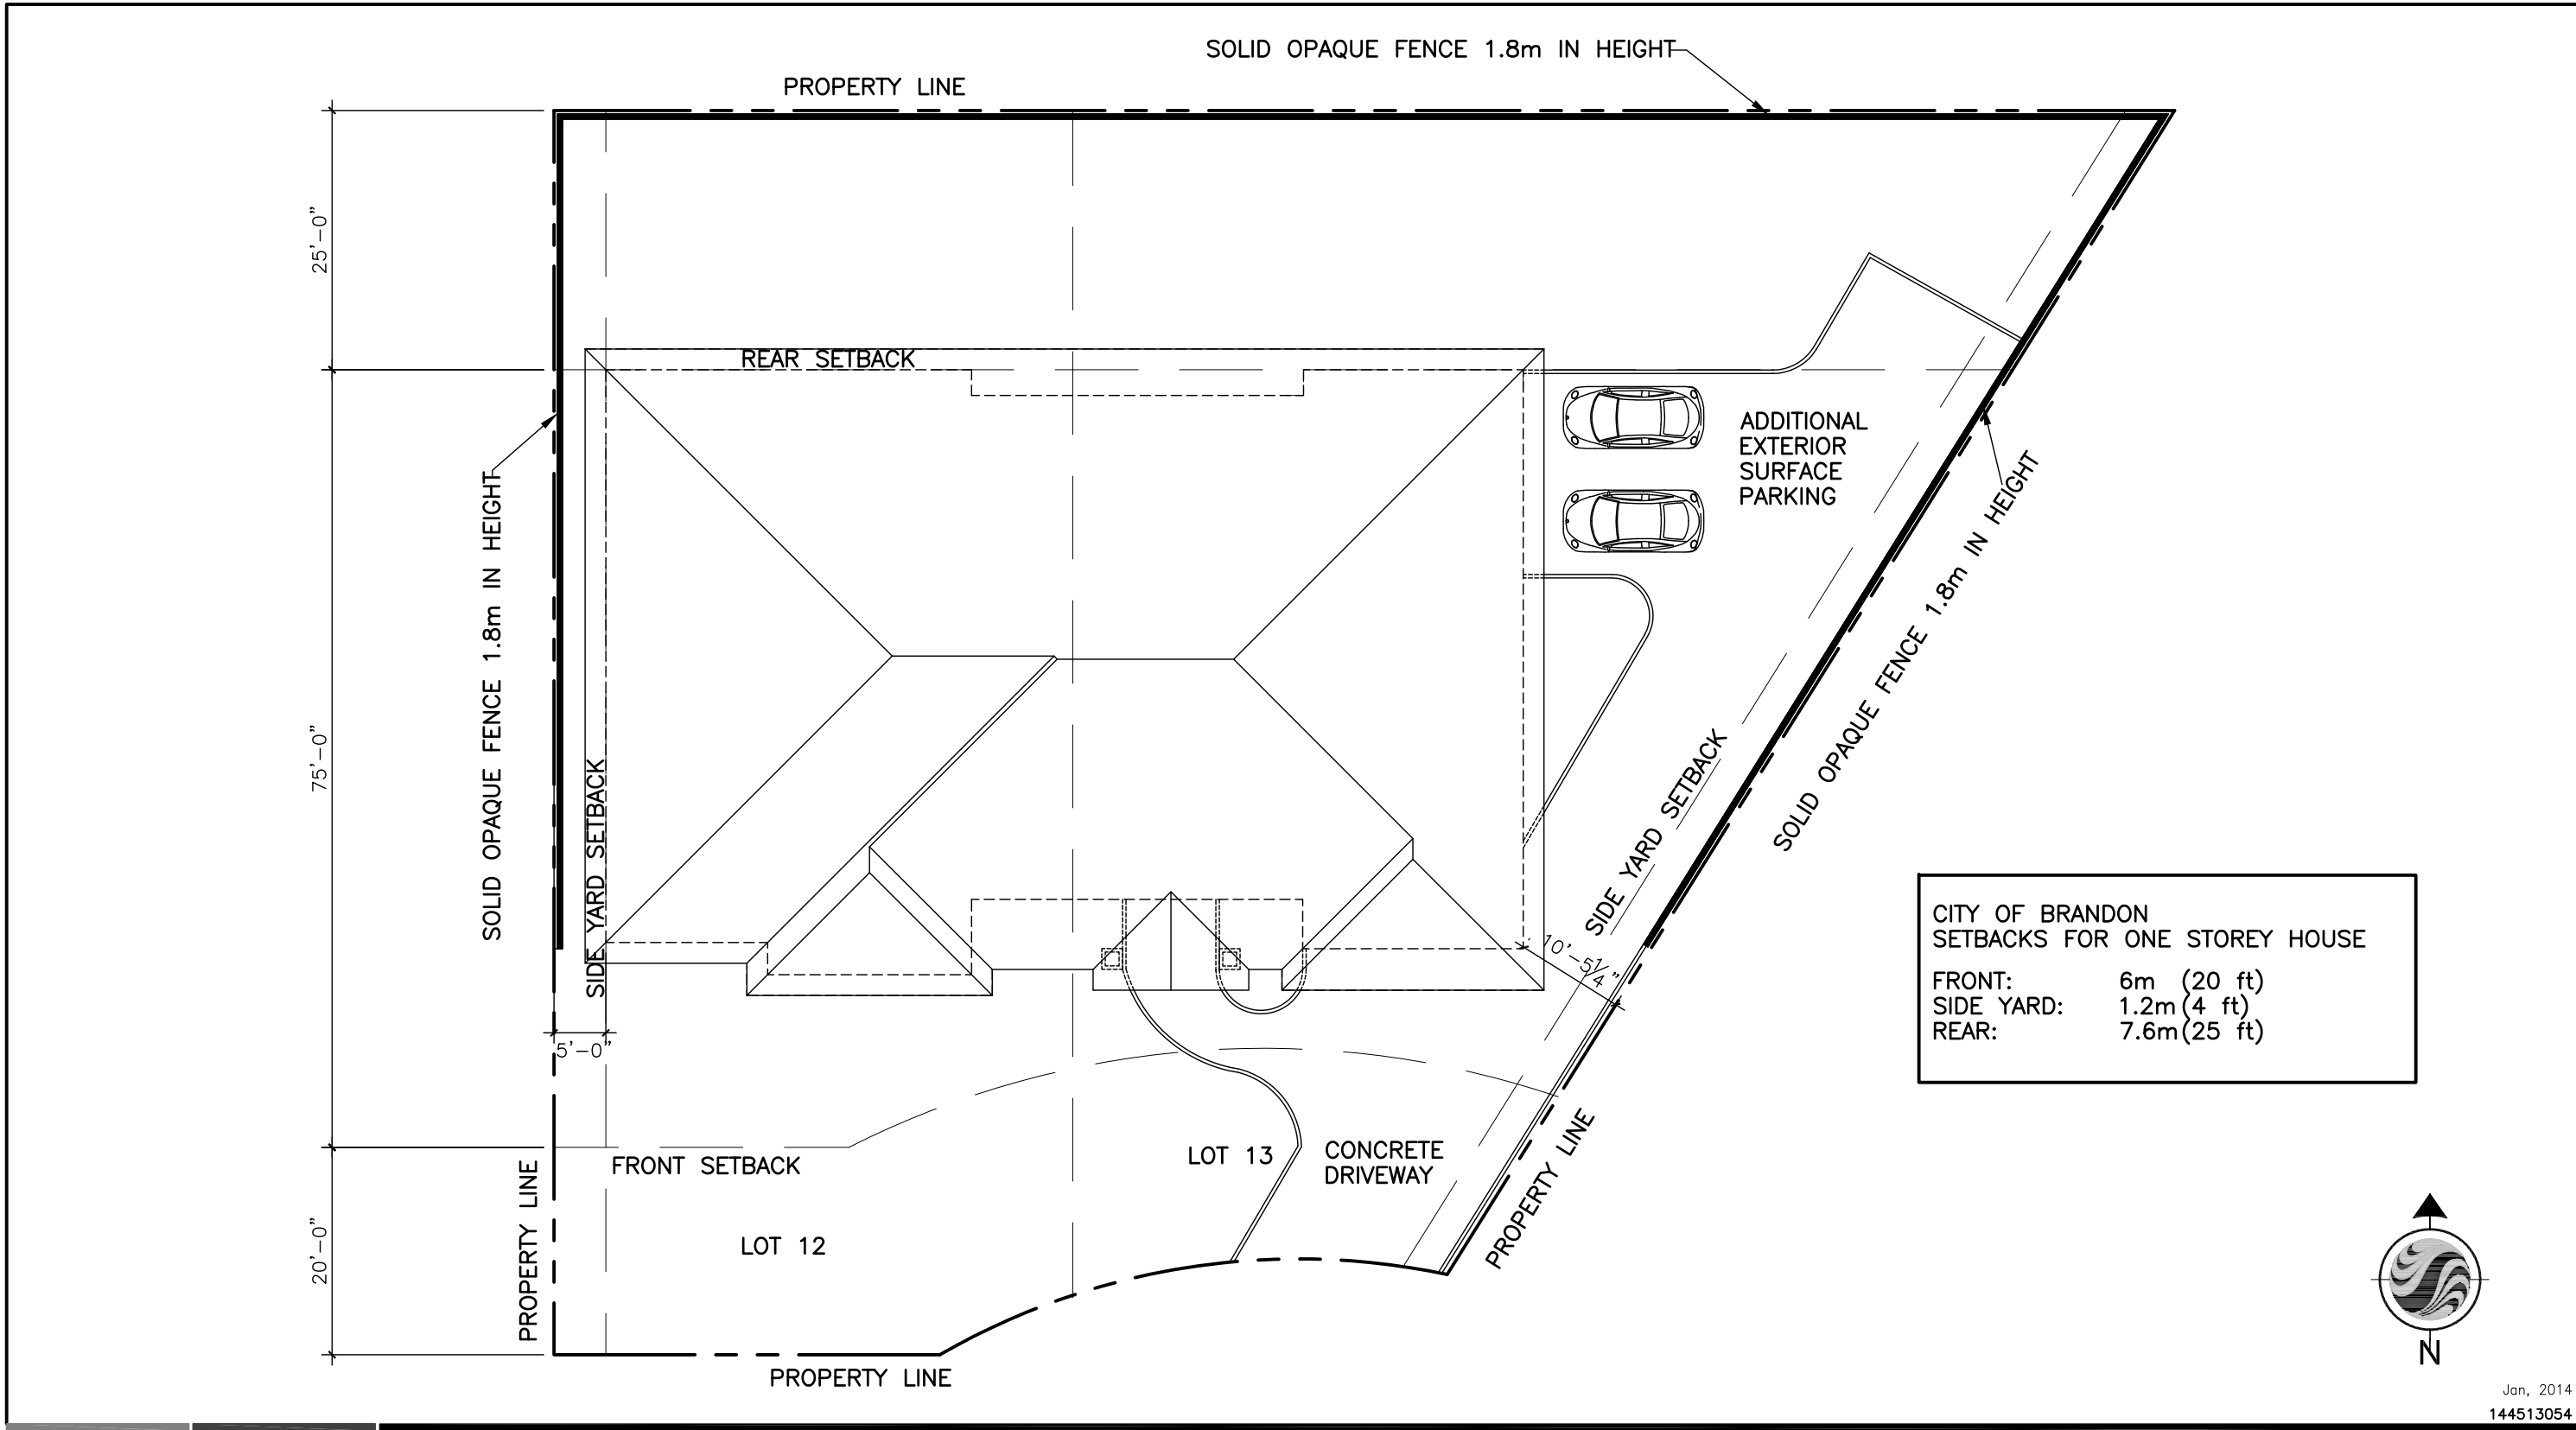 SOLID OPAQUE FENCE 1.8m IN HEIGHT
PROPERTY LINE
25'-0"
REAR SETBACK
ADDITIONAL
EXTERIOR
SURFACE
PARKING
SOLID OPAQUE FENCE 1.8m IN HEIGHT
SOLID OPAQUE FENCE 1.8m IN HEIGHT
75'-0"
SIDE YARD SETBACK
SIDE YARD SETBACK
10'-5 1/4"
CITY OF BRANDON
SETBACKS FOR ONE STOREY HOUSE
FRONT: 6m (20 ft)
SIDE YARD: 1.2m (4 ft)
REAR: 7.6m (25 ft)
5'-0"
FRONT SETBACK
LOT 13
CONCRETE
DRIVEWAY
PROPERTY LINE
PROPERTY LINE
20'-0"
LOT 12
PROPERTY LINE
N
Jan, 2014
144513054